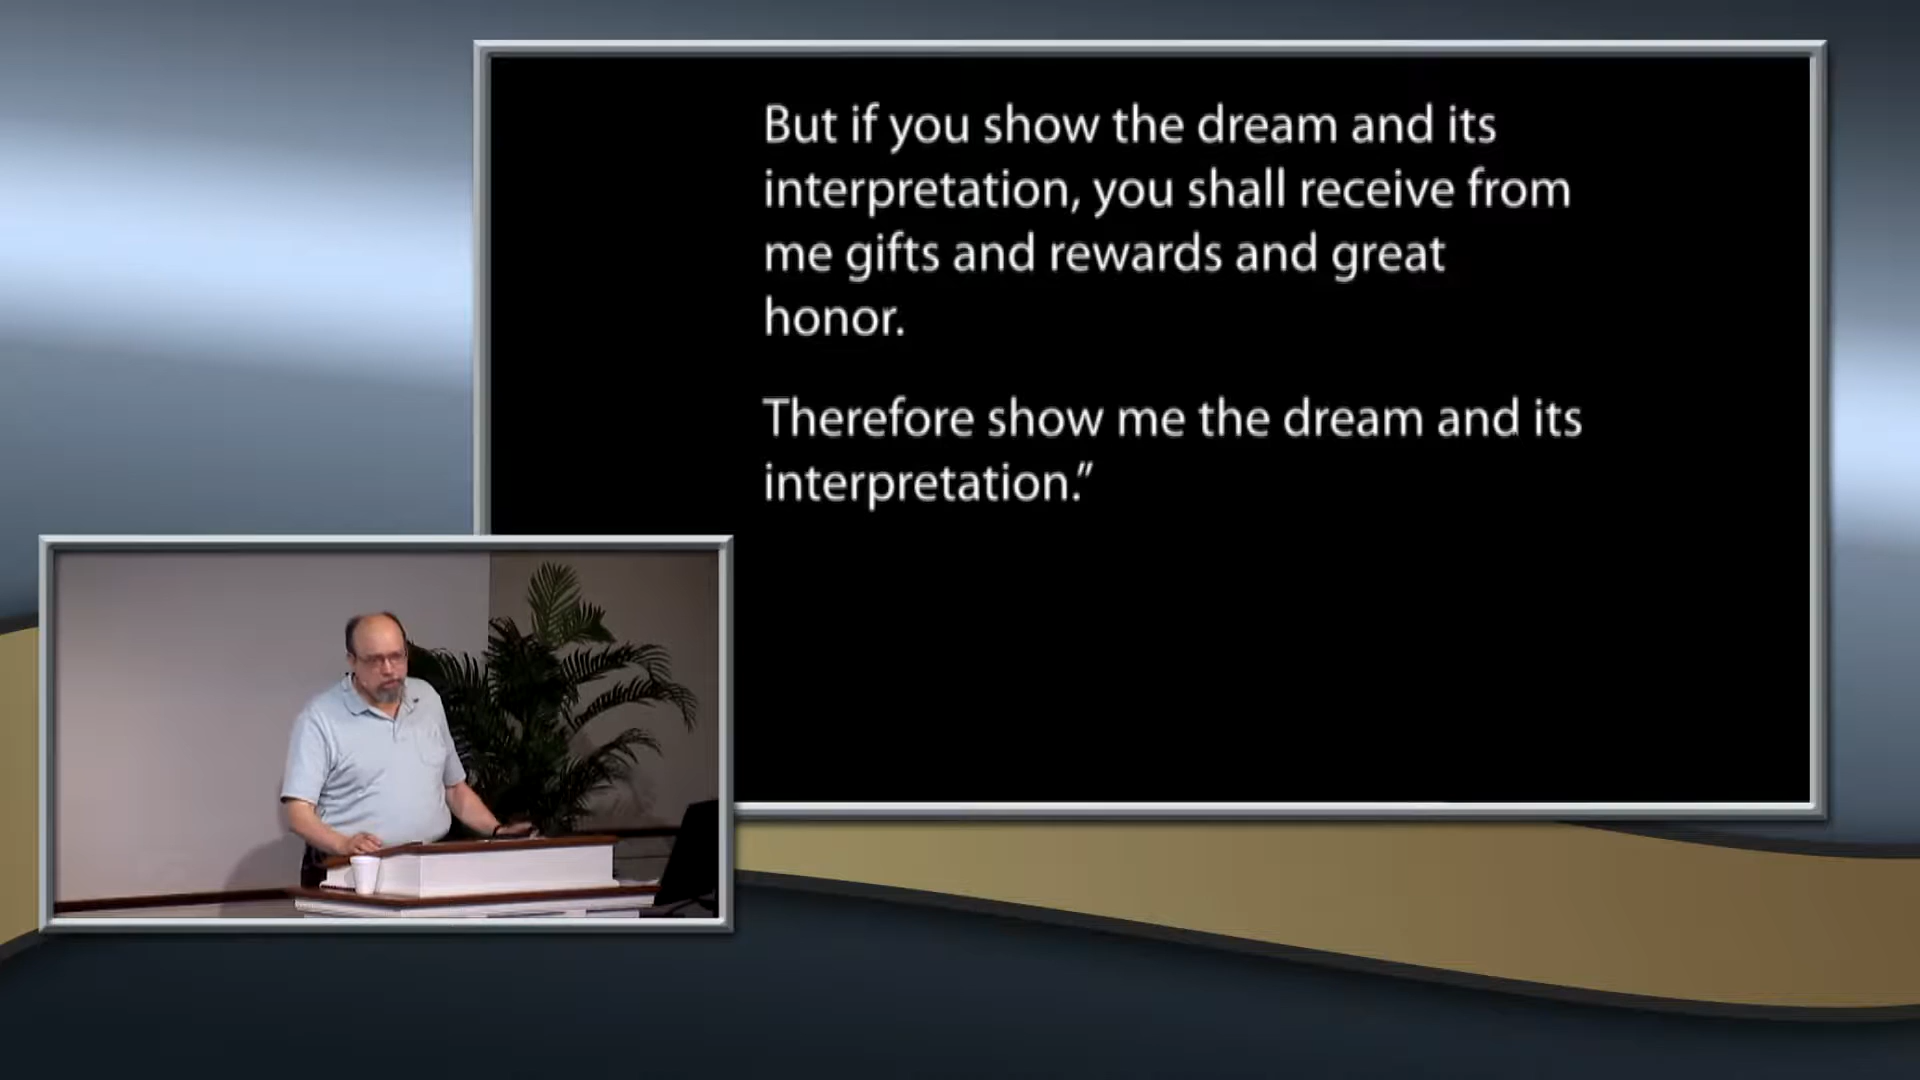 But if you show the dream and its
interpretation, you shall receive from
me gifts and rewards and great
honor.
Therefore show me the dream and its
interpretation.”